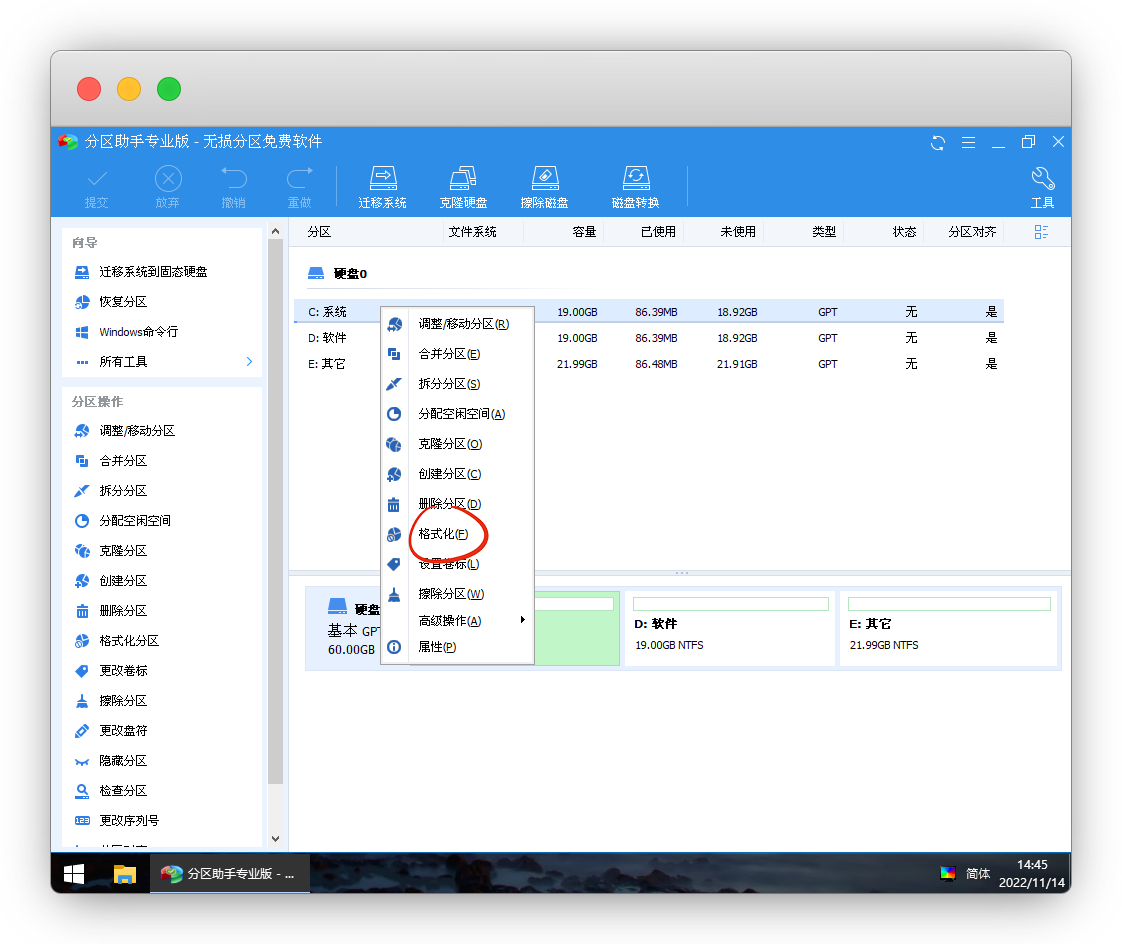 分区助手专业版 - 无损分区免费软件
提交
放弃
撤销
重做
迁移系统
克隆硬盘
擦除磁盘
磁盘转换
工具
向导
迁移系统到固态硬盘
恢复分区
Windows命令行
所有工具
分区操作
调整/移动分区
合并分区
拆分分区
分配空闲空间
克隆分区
创建分区
删除分区
格式化分区
更改卷标
擦除分区
更改盘符
隐藏分区
检查分区
更改序列号
分区 文件系统 容量 已使用 未使用 类型 状态 分区对齐
硬盘0
C: 系统 19.00GB 86.39MB 18.92GB GPT 无 是
D: 软件 19.00GB 86.39MB 18.92GB GPT 无 是
E: 其它 21.99GB 86.48MB 21.91GB GPT 无 是
调整/移动分区(R)
合并分区(E)
拆分分区(S)
分配空闲空间(A)
克隆分区(O)
创建分区(C)
删除分区(D)
格式化(F)
设置卷标(L)
擦除分区(W)
高级操作(A)
属性(P)
硬盘
基本 GPT
60.00GB
D: 软件
19.00GB NTFS
E: 其它
21.99GB NTFS
分区助手专业版 - ...
简体
14:45
2022/11/14